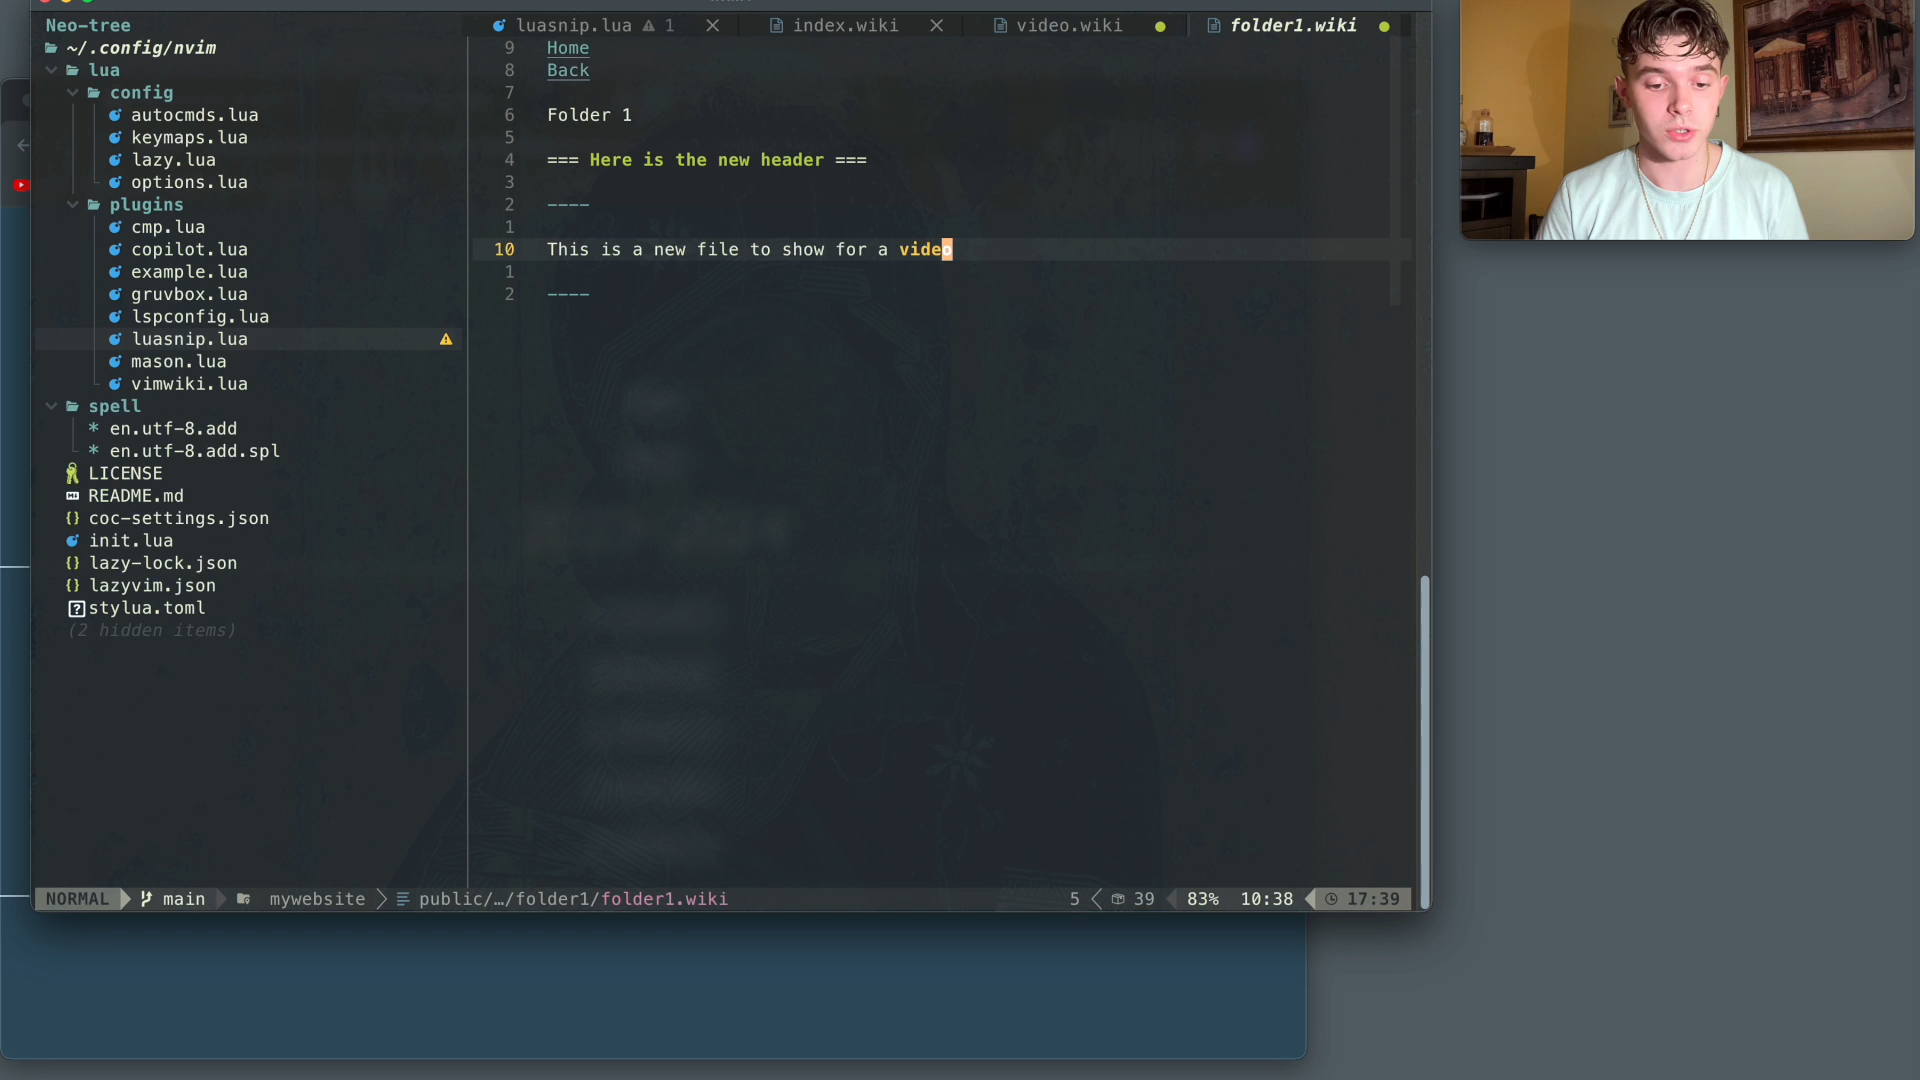 Neo-tree
~/.config/nvim
lua
config
autocmds.lua
keymaps.lua
lazy.lua
options.lua
plugins
cmp.lua
copilot.lua
example.lua
gruvbox.lua
lspconfig.lua
luasnip.lua
mason.lua
vimwiki.lua
spell
en.utf-8.add
en.utf-8.add.spl
LICENSE
README.md
coc-settings.json
init.lua
lazy-lock.json
lazyvim.json
stylua.toml
(2 hidden items)
luasnip.lua 1
index.wiki
video.wiki
folder1.wiki
9 Home
8 Back
7
6 Folder 1
5
4 === Here is the new header ===
3
2 ----
1
10 This is a new file to show for a video
1
2 ----
NORMAL main mywebsite public/…/folder1/folder1.wiki 5 39 83% 10:38 17:39